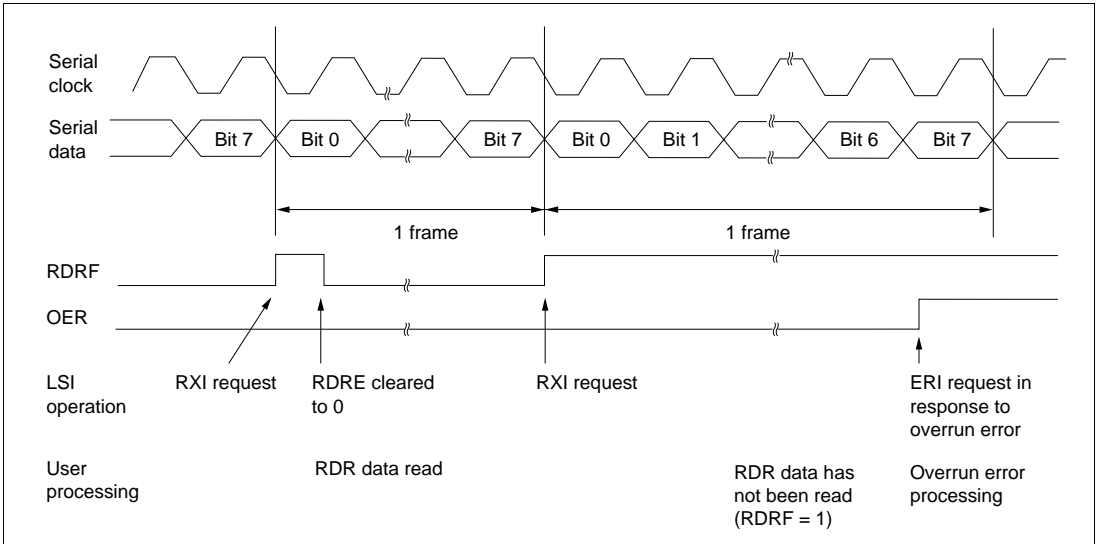 Serial
clock
Serial
data
Bit 7
Bit 0
Bit 7
Bit 0
Bit 1
Bit 6
Bit 7
1 frame
1 frame
RDRF
OER
LSI
operation
RXI request
RDRE cleared
to 0
RXI request
ERI request in
response to
overrun error
User
processing
RDR data read
RDR data has
not been read
(RDRF = 1)
Overrun error
processing